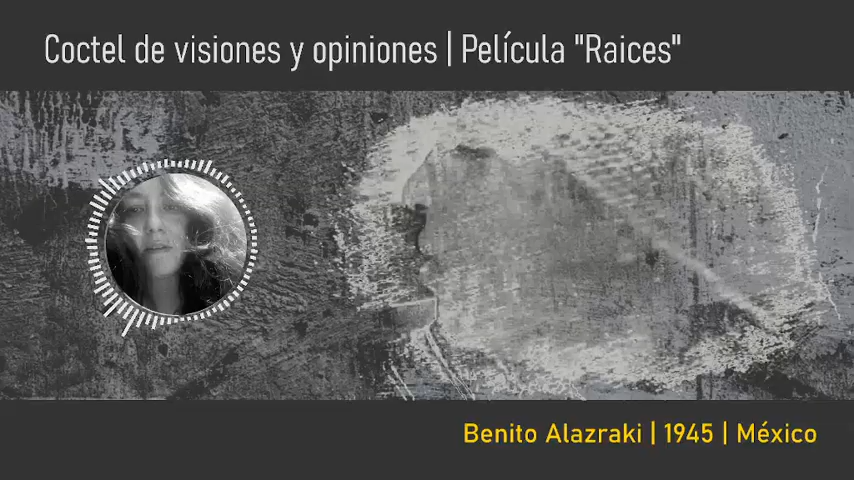 Coctel de visiones y opiniones | Película "Raices"
Benito Alazraki | 1945 | México